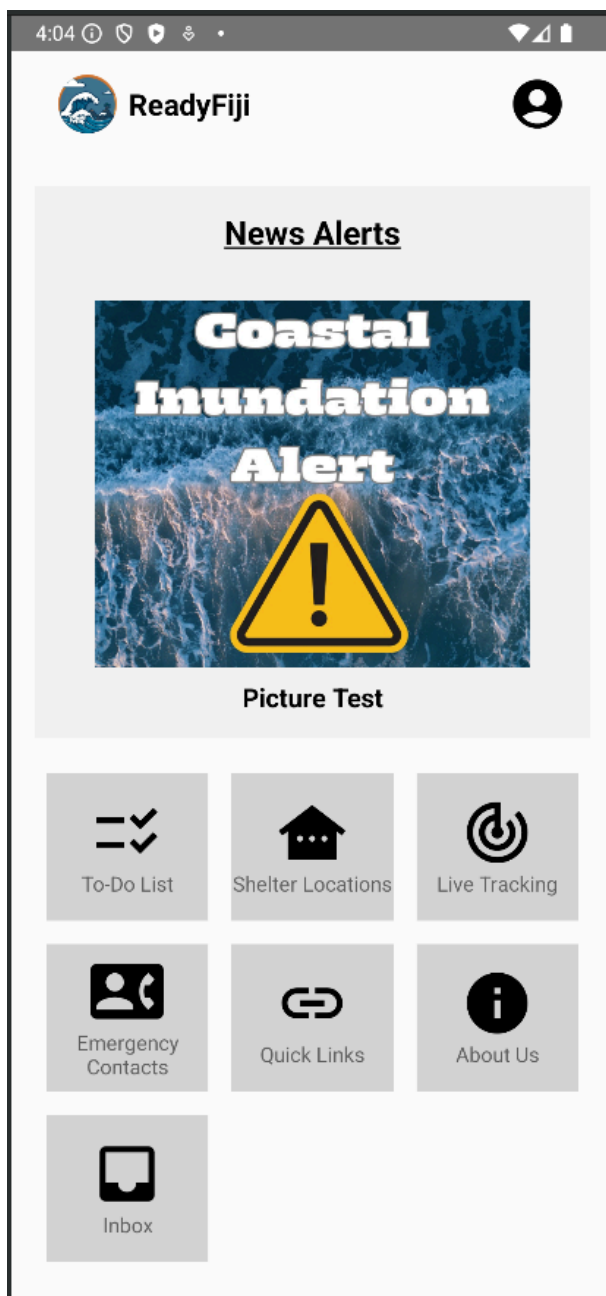 4:04
ReadyFiji
News Alerts
Coastal
Inundation
Alert
Picture Test
To-Do List
Shelter Locations
Live Tracking
Emergency
Contacts
Quick Links
About Us
Inbox